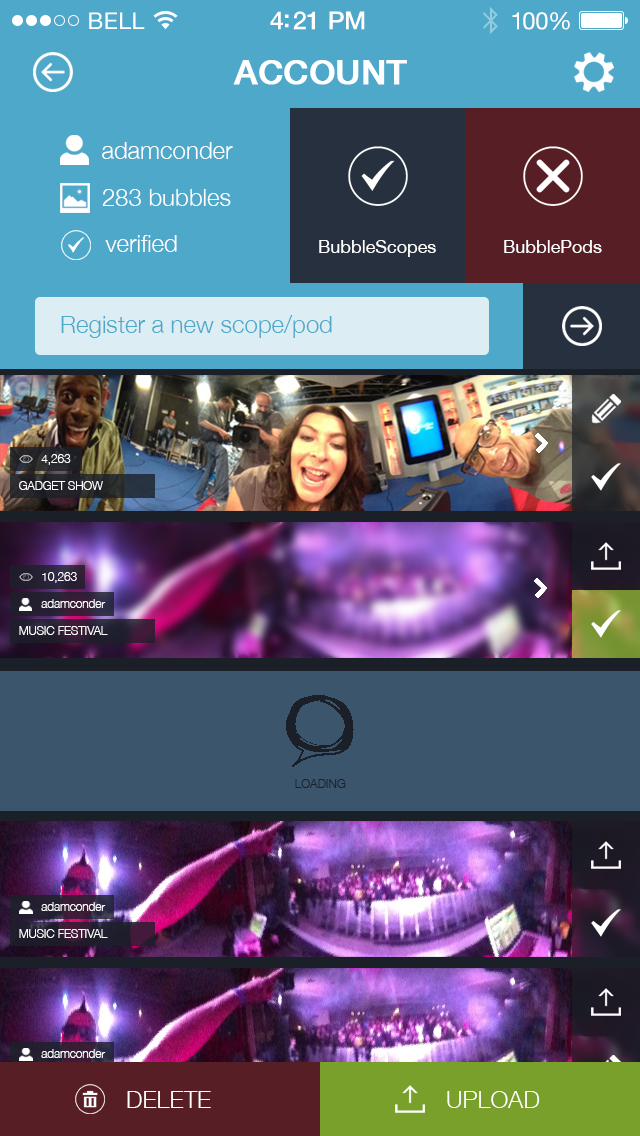 BELL 4:21 PM 100%
ACCOUNT
adamconder
283 bubbles
verified
BubbleScopes
BubblePods
Register a new scope/pod
4,263
GADGET SHOW
10,263
adamconder
MUSIC FESTIVAL
LOADING
adamconder
MUSIC FESTIVAL
adamconder
DELETE
UPLOAD